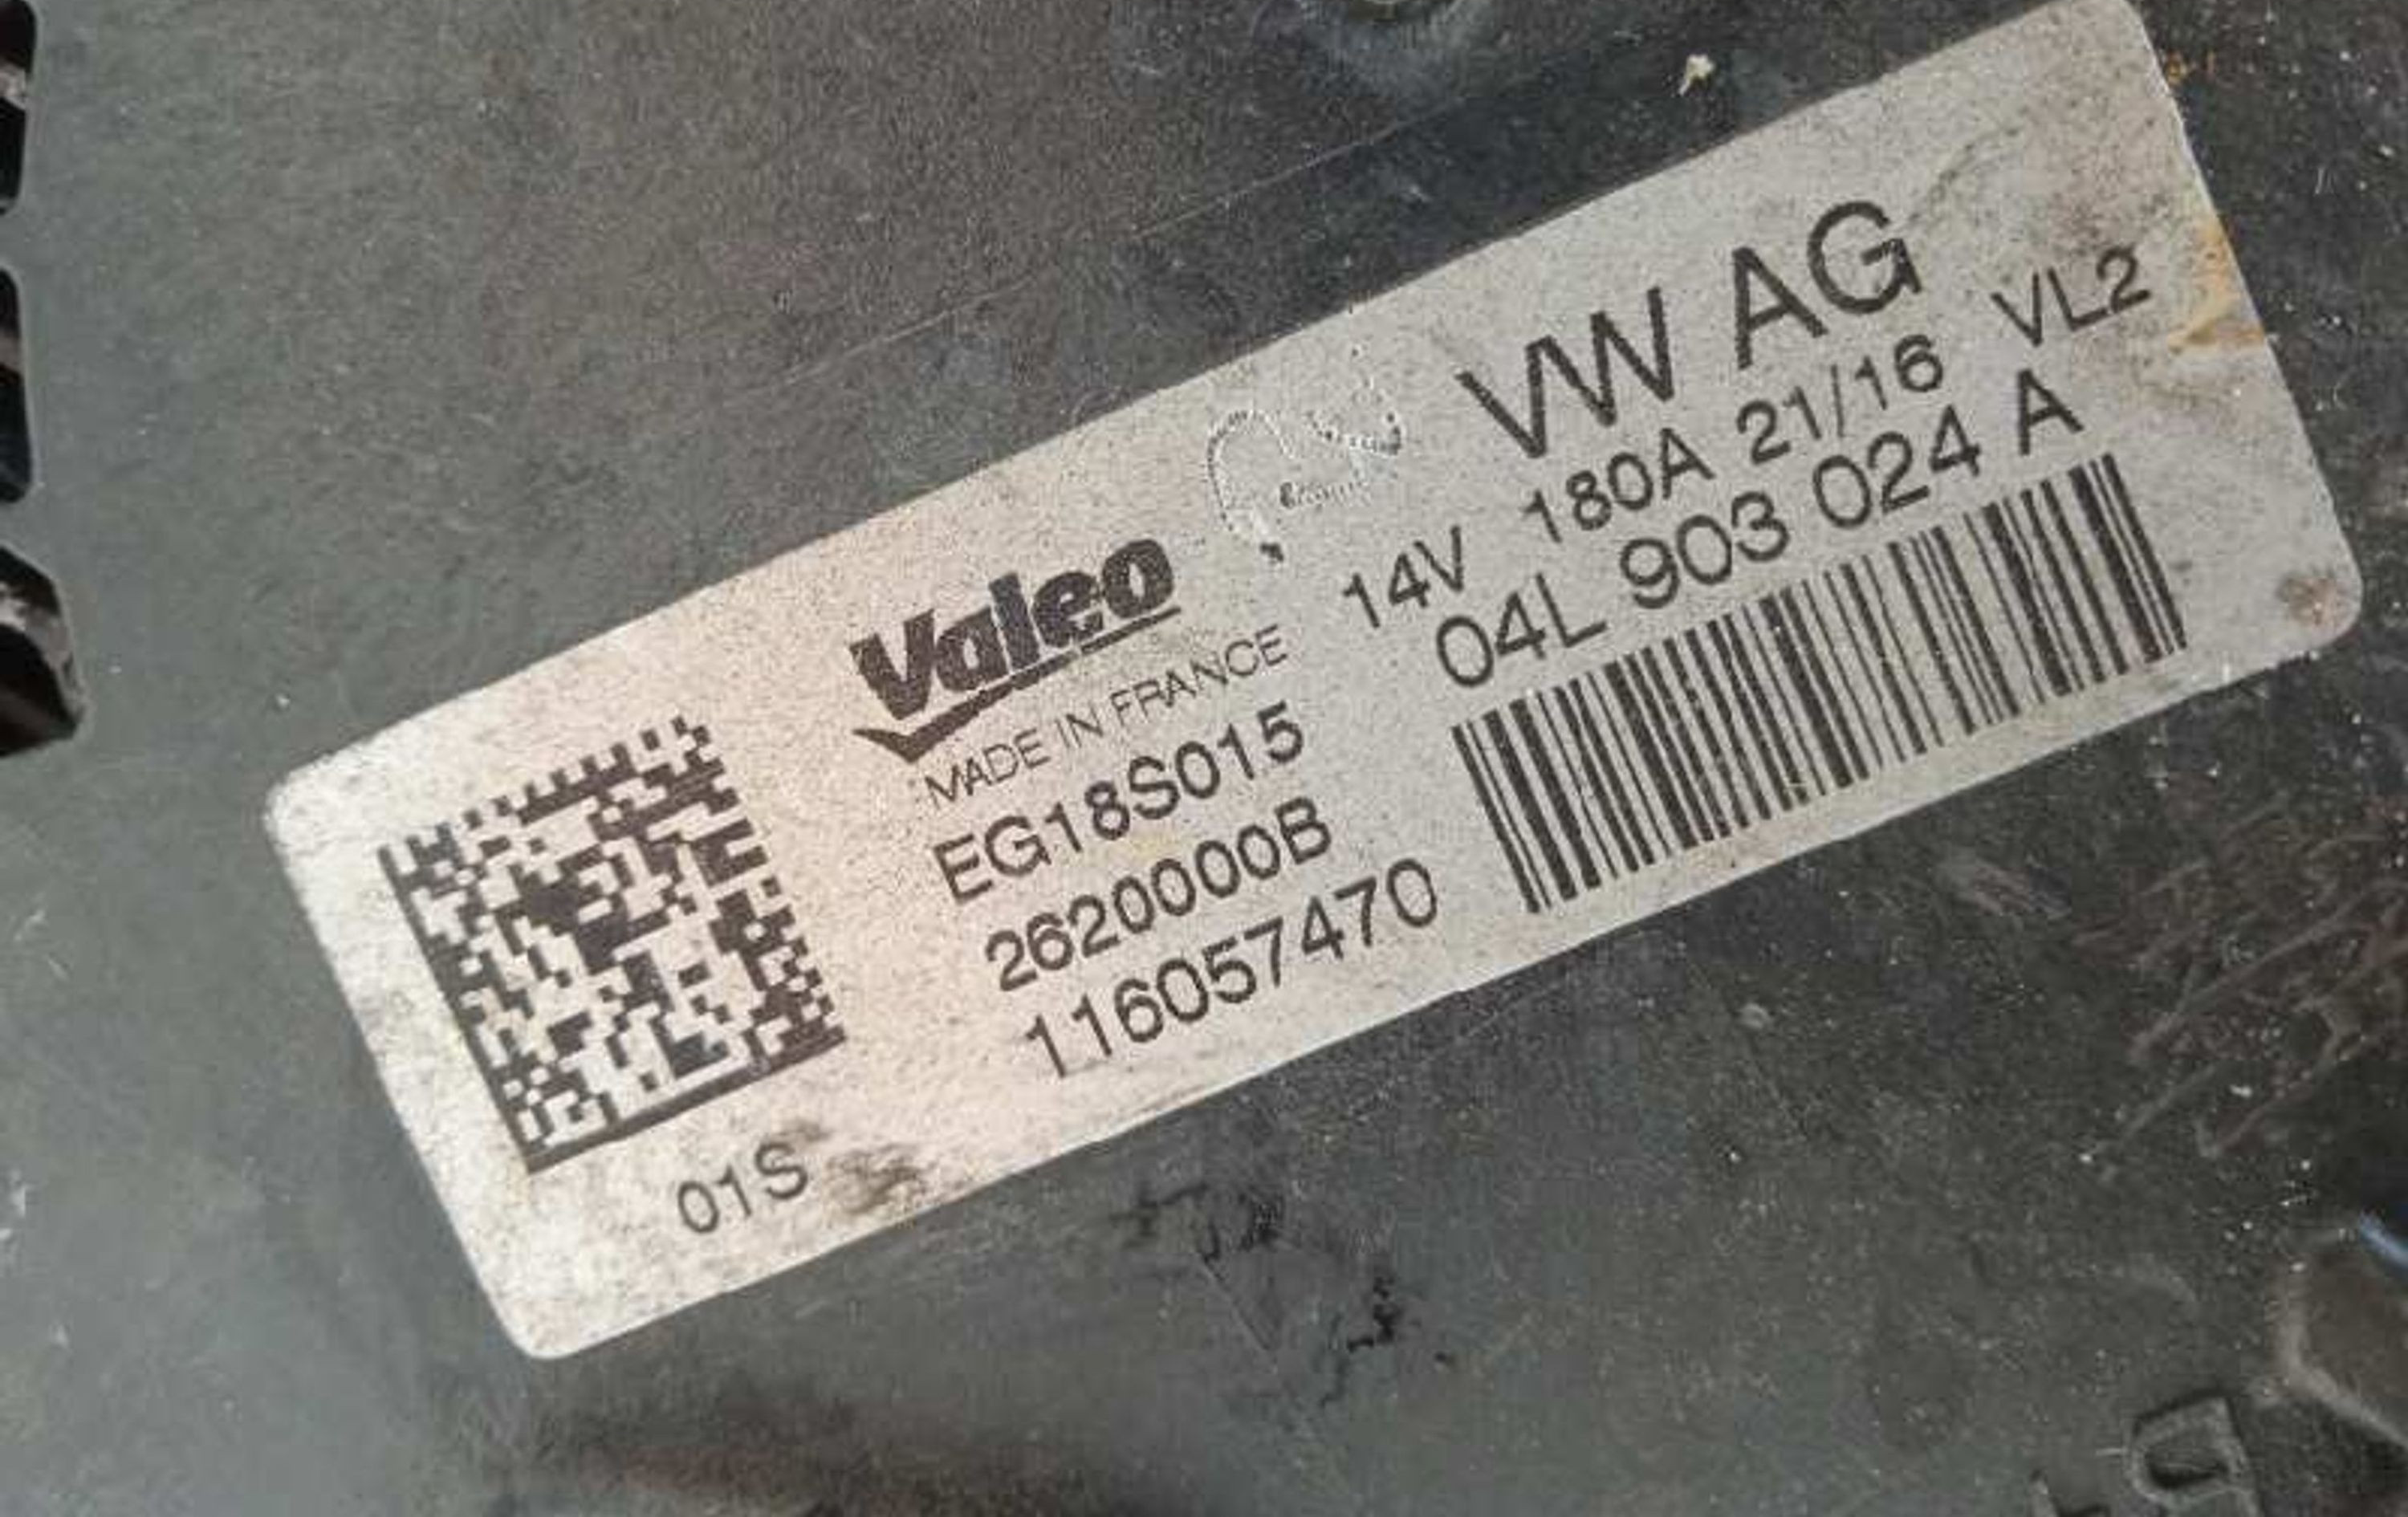 VW AG
14V 180A 21/16 VL2
04L 903 024 A
Valeo
MADE IN FRANCE
EG18S015
2620000B
116057470
01S